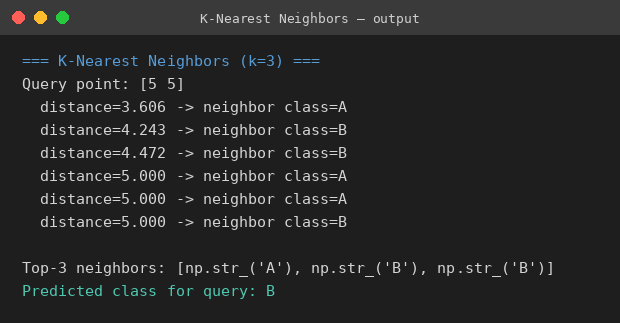 K-Nearest Neighbors — output
=== K-Nearest Neighbors (k=3) ===
Query point: [5 5]
  distance=3.606 -> neighbor class=A
  distance=4.243 -> neighbor class=B
  distance=4.472 -> neighbor class=B
  distance=5.000 -> neighbor class=A
  distance=5.000 -> neighbor class=A
  distance=5.000 -> neighbor class=B

Top-3 neighbors: [np.str_('A'), np.str_('B'), np.str_('B')]
Predicted class for query: B